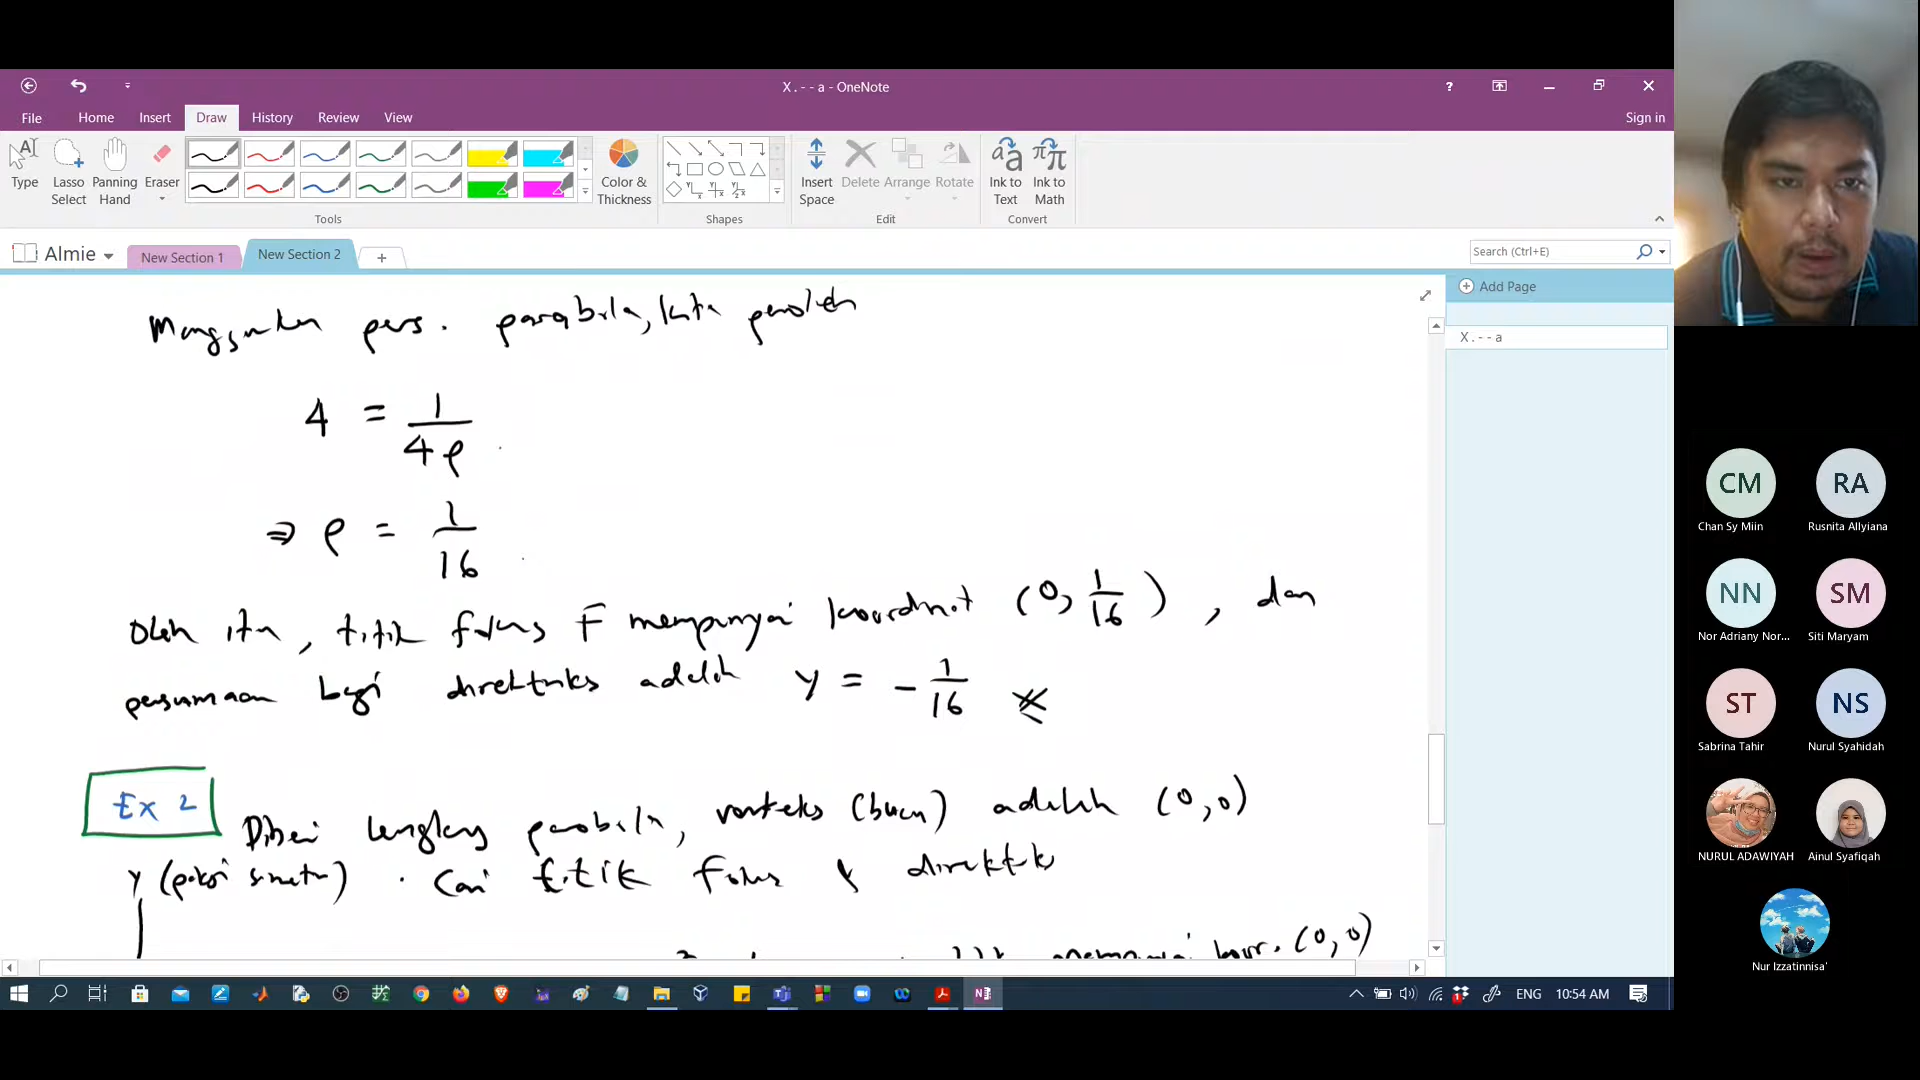 X . - - a - OneNote
?
File Home Insert Draw History Review View
Sign in
Type
Lasso Select
Panning Hand
Eraser
Color & Thickness
Insert Space
Delete
Arrange
Rotate
Ink to Text
Ink to Math
Tools
Shapes
Edit
Convert
Almie
New Section 1
New Section 2
+
Search (Ctrl+E)
Add Page
X . - - a
Menggunakan pers. parabola, kita peroleh
4 = 1/4p
⇒ p = 1/16
Oleh itu, titik fokus F mempunyai koordinat (0, 1/16), dan
persamaan bagi direktriks adalah y = - 1/16
Ex 2
Diberi lengkung parabola, verteks (bucu) adalah (0,0)
y (paksi simetri) . Cari titik fokus & direktriks
mempunyai koor. (0,0)
CM
Chan Sy Miin
RA
Rusnita Allyiana
NN
Nor Adriany Nor...
SM
Siti Maryam
ST
Sabrina Tahir
NS
Nurul Syahidah
NURUL ADAWIYAH
Ainul Syafiqah
Nur Izzatinnisa'
ENG
10:54 AM